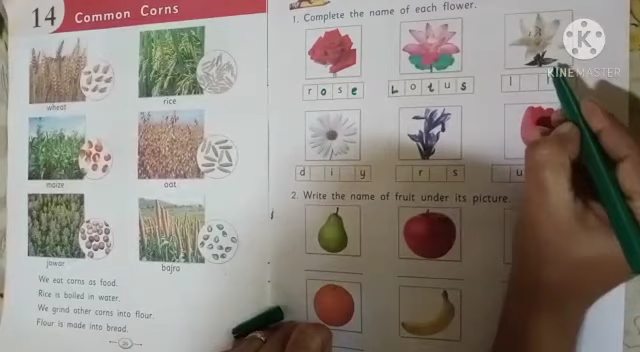 14 Common Corns
wheat
rice
maize
oat
jowar
bajra
We eat corns as food.
Rice is boiled in water.
We grind other corns into flour.
Flour is made into bread.
1. Complete the name of each flower.
r o s e
L o t u s
l
d i y
r s
u
2. Write the name of fruit under its picture.
KINEMASTER